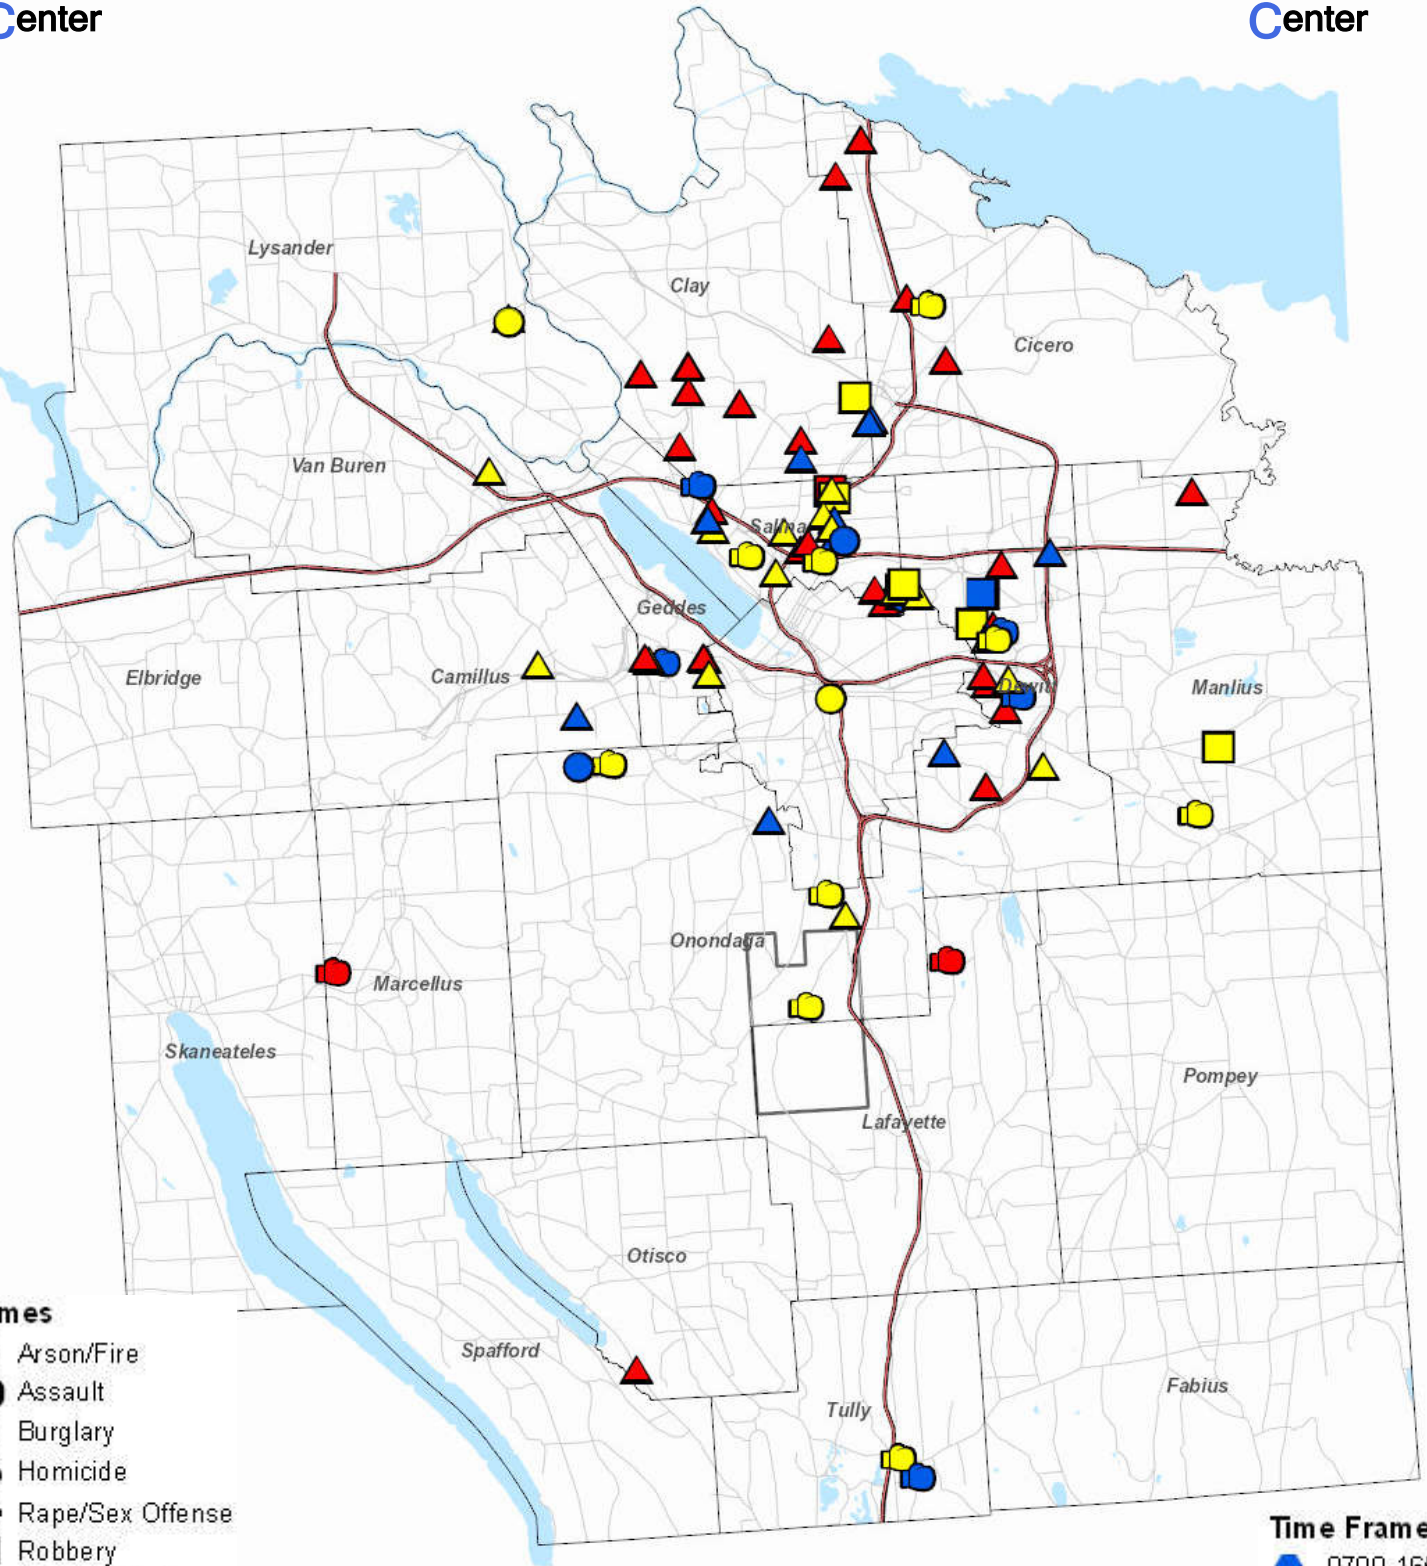 Center
Center
Lysander
Clay
Cicero
Van Buren
Salina
Geddes
Elbridge
Camillus
Dewitt
Manlius
Onondaga
Marcellus
Skaneateles
Pompey
Lafayette
Otisco
Spafford
Fabius
Tully
mes
Arson/Fire
Assault
Burglary
Homicide
Rape/Sex Offense
Robbery
Time Frame